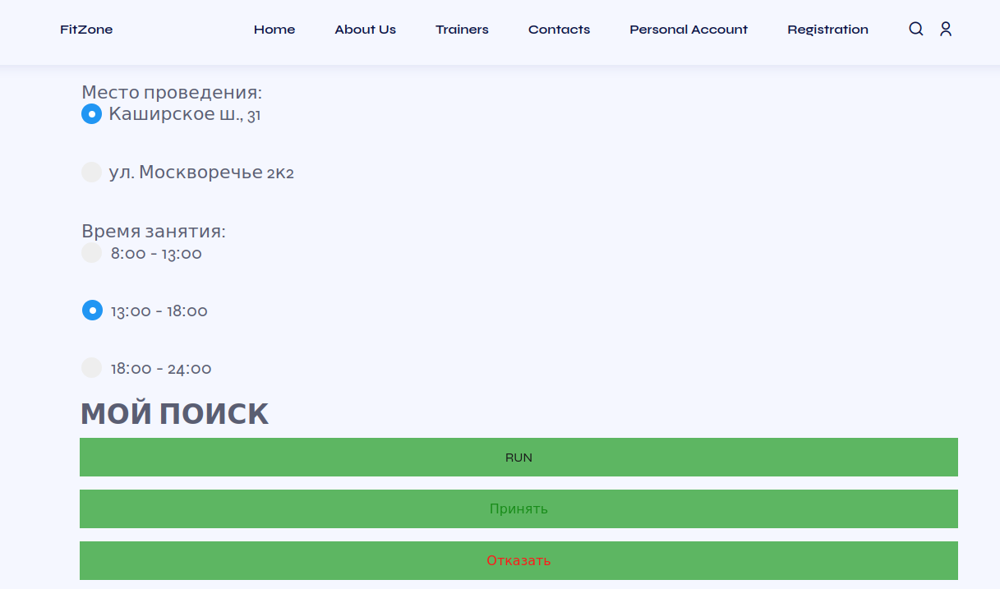 FitZone Home About Us Trainers Contacts Personal Account Registration
Место проведения:
Каширское ш., 31
ул. Москворечье 2к2
Время занятия:
8:00 - 13:00
13:00 - 18:00
18:00 - 24:00
МОЙ ПОИСК
RUN
Принять
Отказать